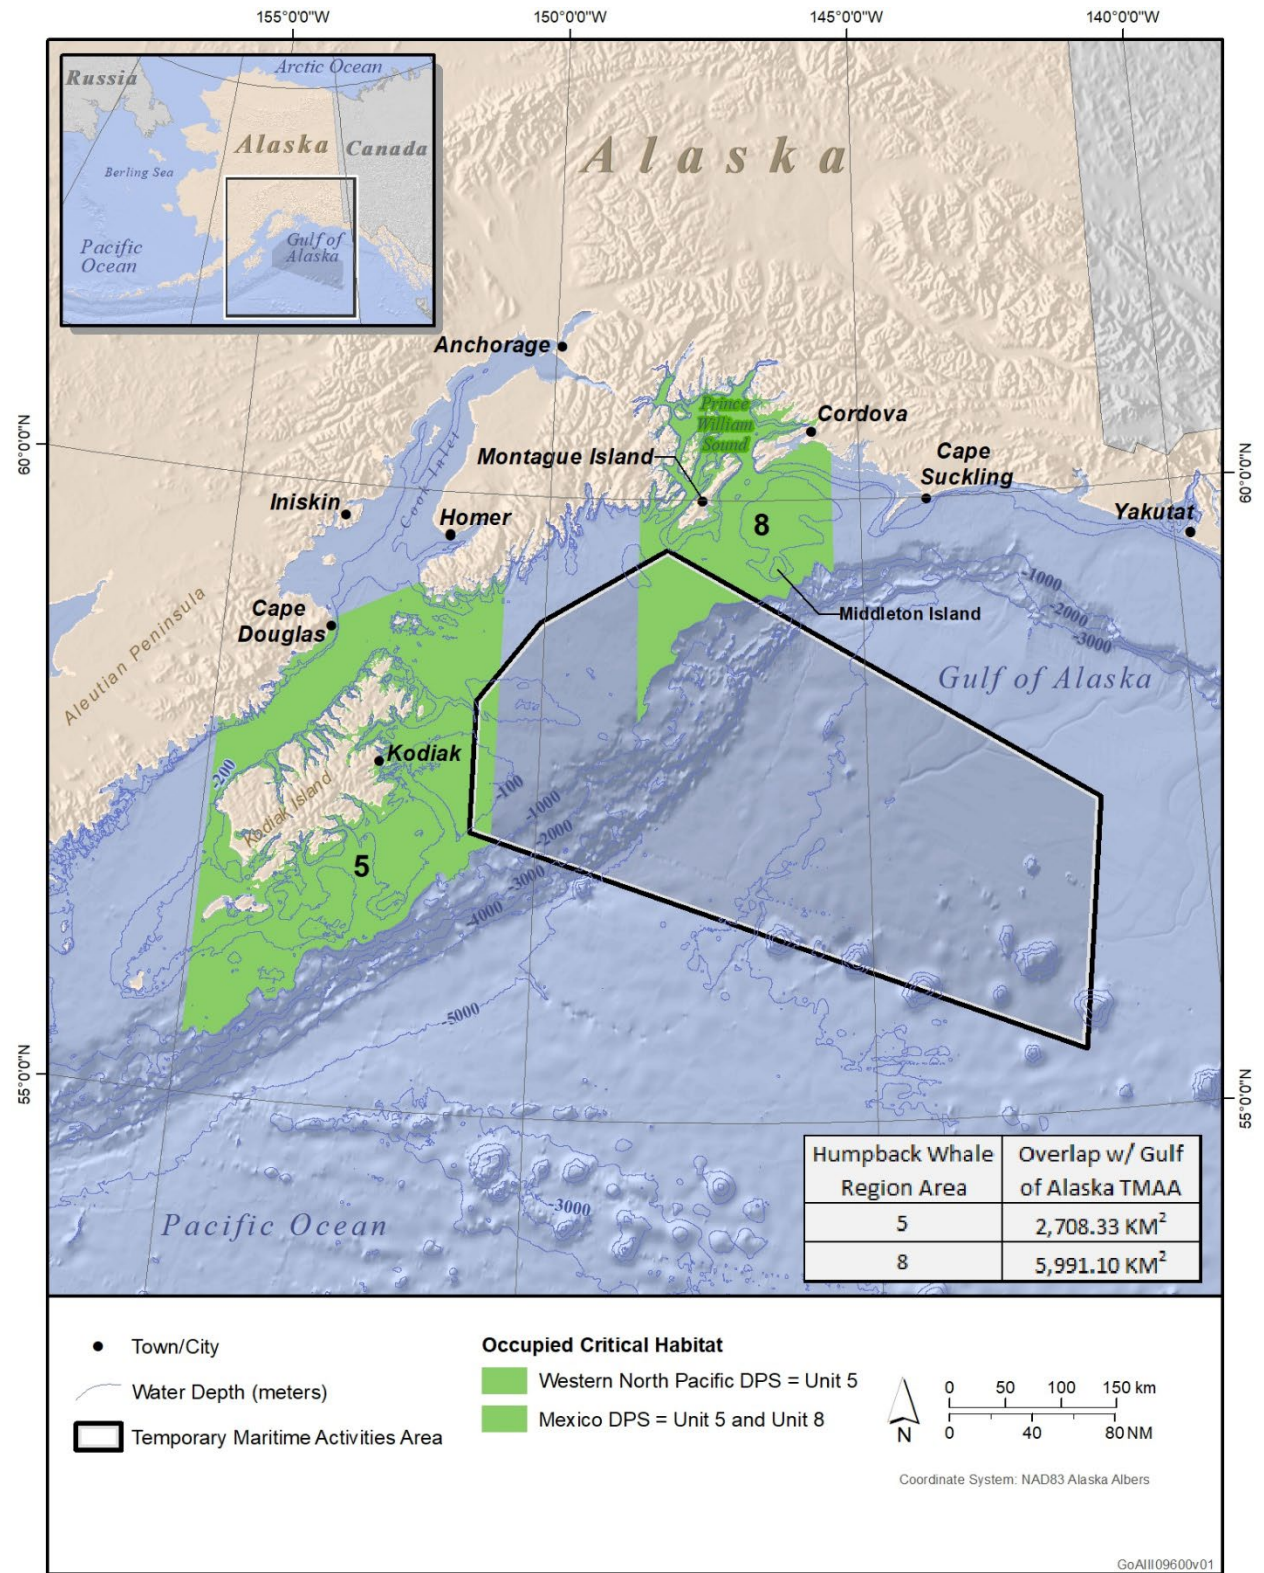 155°0'0"W
150°0'0"W
145°0'0"W
140°0'0"W
Russia
Arctic Ocean
Alaska
Canada
Berling Sea
Pacific
Ocean
Gulf of
Alaska
Alaska
Anchorage
Prince
William
Sound
Cordova
Montague Island
Cape
Suckling
60°0'0"N
60°0'0"N
Cook Inlet
Iniskin
Homer
8
Yakutat
-1000
-2000
-3000
Cape
Douglas
Middleton Island
Aleutian Peninsula
Gulf of Alaska
Kodiak
-200
Kodiak Island
-100
-1000
-2000
-3000
-4000
5
-5000
55°0'0"N
55°0'0"N
-3000
Pacific Ocean
Humpback Whale
Region Area
Overlap w/ Gulf
of Alaska TMAA
5
2,708.33 KM²
8
5,991.10 KM²
Town/City
Water Depth (meters)
Temporary Maritime Activities Area
Occupied Critical Habitat
Western North Pacific DPS = Unit 5
Mexico DPS = Unit 5 and Unit 8
N
0 50 100 150 km
0 40 80 NM
Coordinate System: NAD83 Alaska Albers
GoAIII09600v01